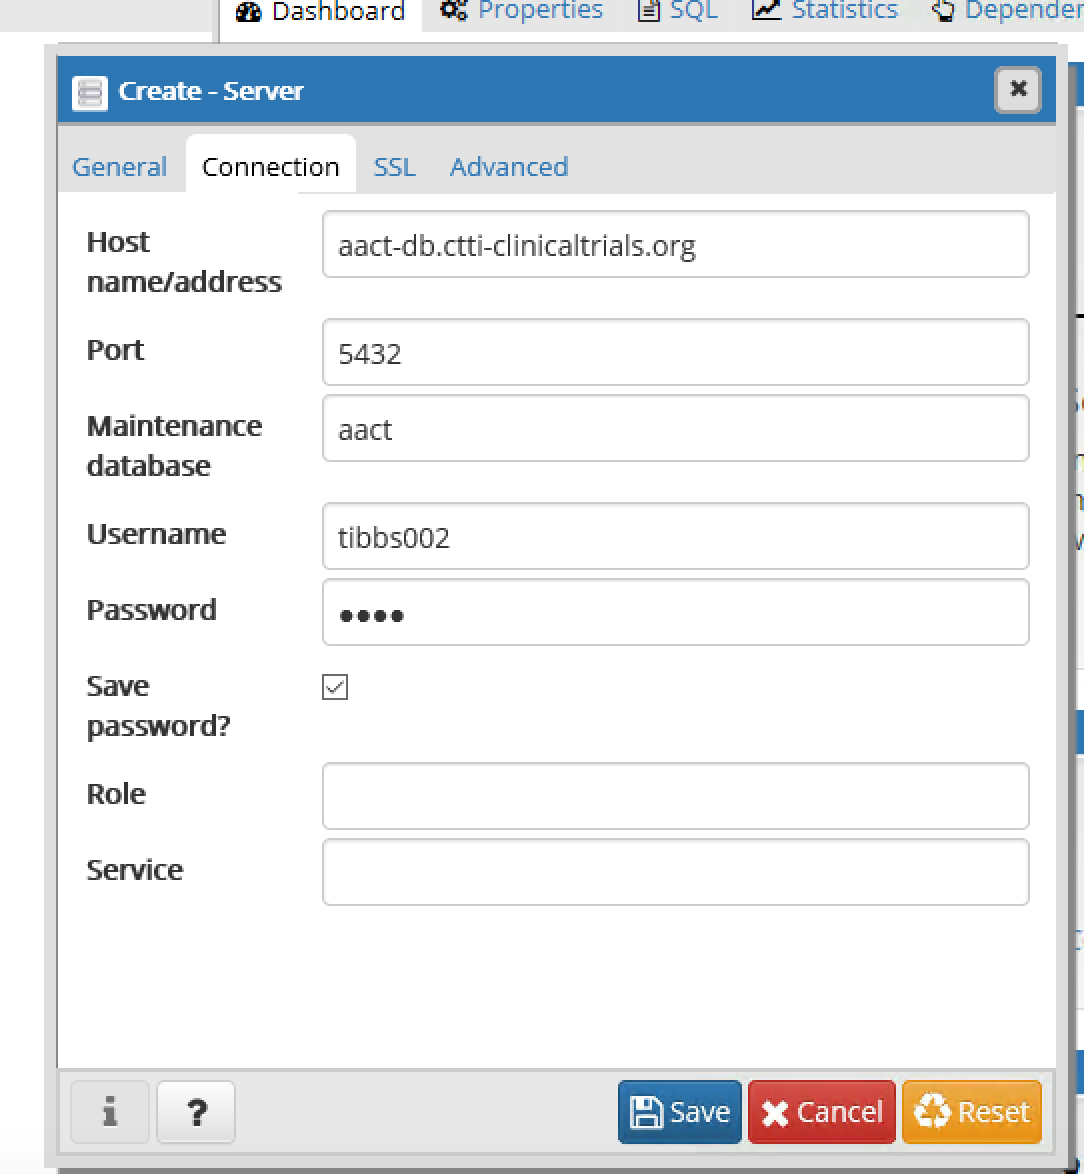 Dashboard Properties SQL Statistics
Create - Server
General Connection SSL Advanced
Host
name/address
aact-db.ctti-clinicaltrials.org
Port
5432
Maintenance
database
aact
Username
tibbs002
Password
••••
Save
password?
Role
Service
i ? Save Cancel Reset